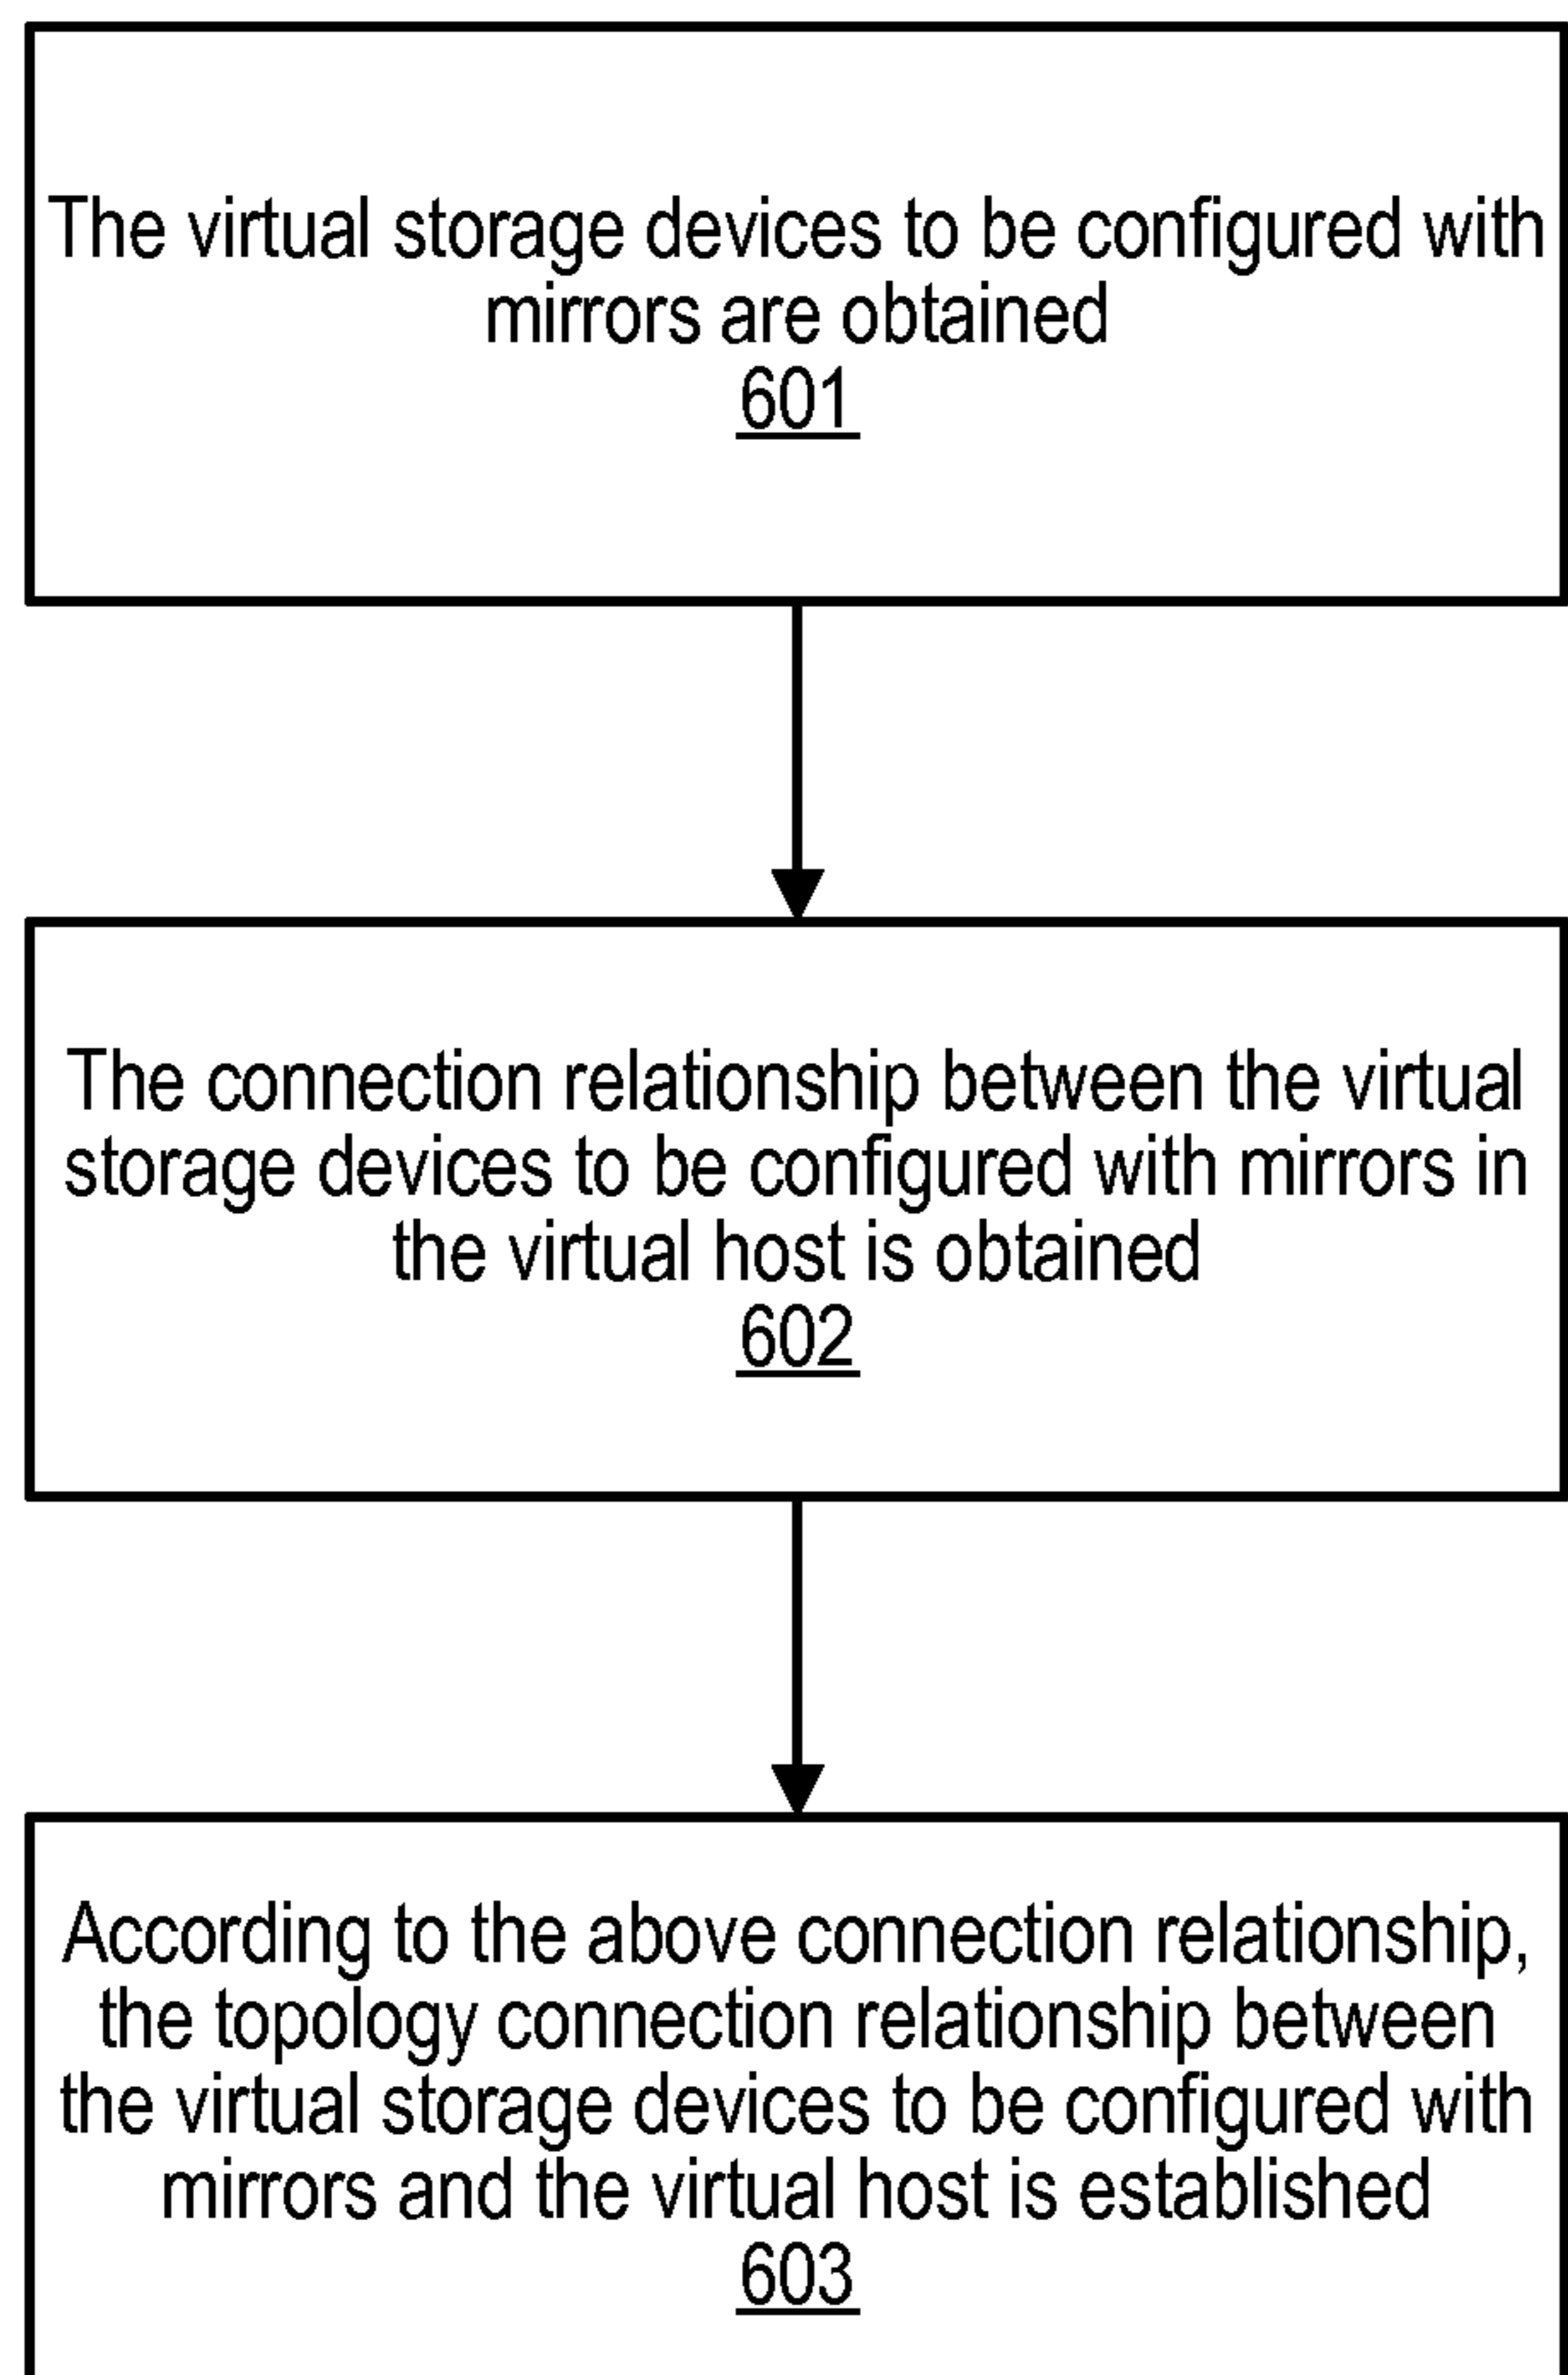 The virtual storage devices to be configured with
mirrors are obtained
601
The connection relationship between the virtual
storage devices to be configured with mirrors in
the virtual host is obtained
602
According to the above connection relationship,
the topology connection relationship between
the virtual storage devices to be configured with
mirrors and the virtual host is established
603